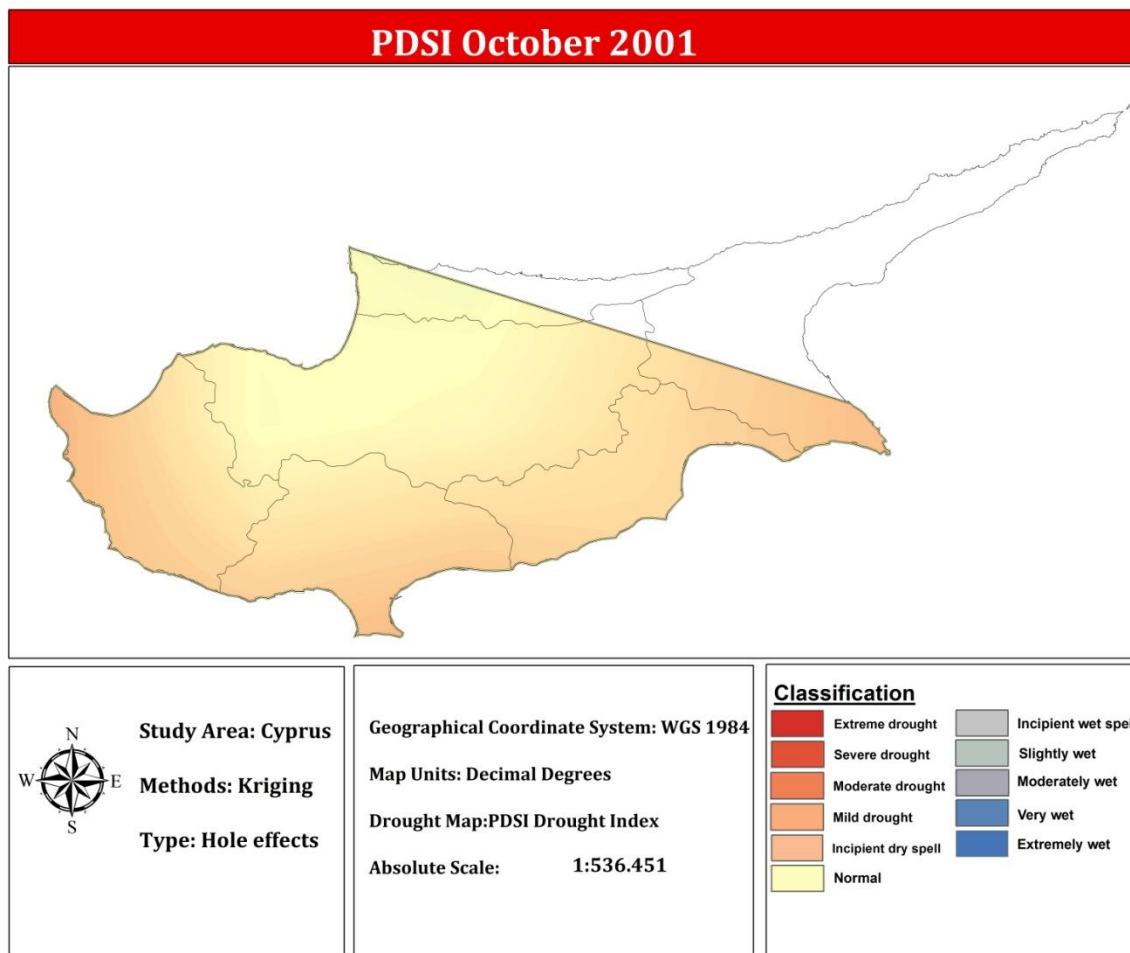 PDSI October 2001
N
W E
S
Study Area: Cyprus
Methods: Kriging
Type: Hole effects
Geographical Coordinate System: WGS 1984
Map Units: Decimal Degrees
Drought Map:PDSI Drought Index
Absolute Scale: 1:536.451
Classification
Extreme drought
Severe drought
Moderate drought
Mild drought
Incipient dry spell
Normal
Incipient wet spel
Slightly wet
Moderately wet
Very wet
Extremely wet